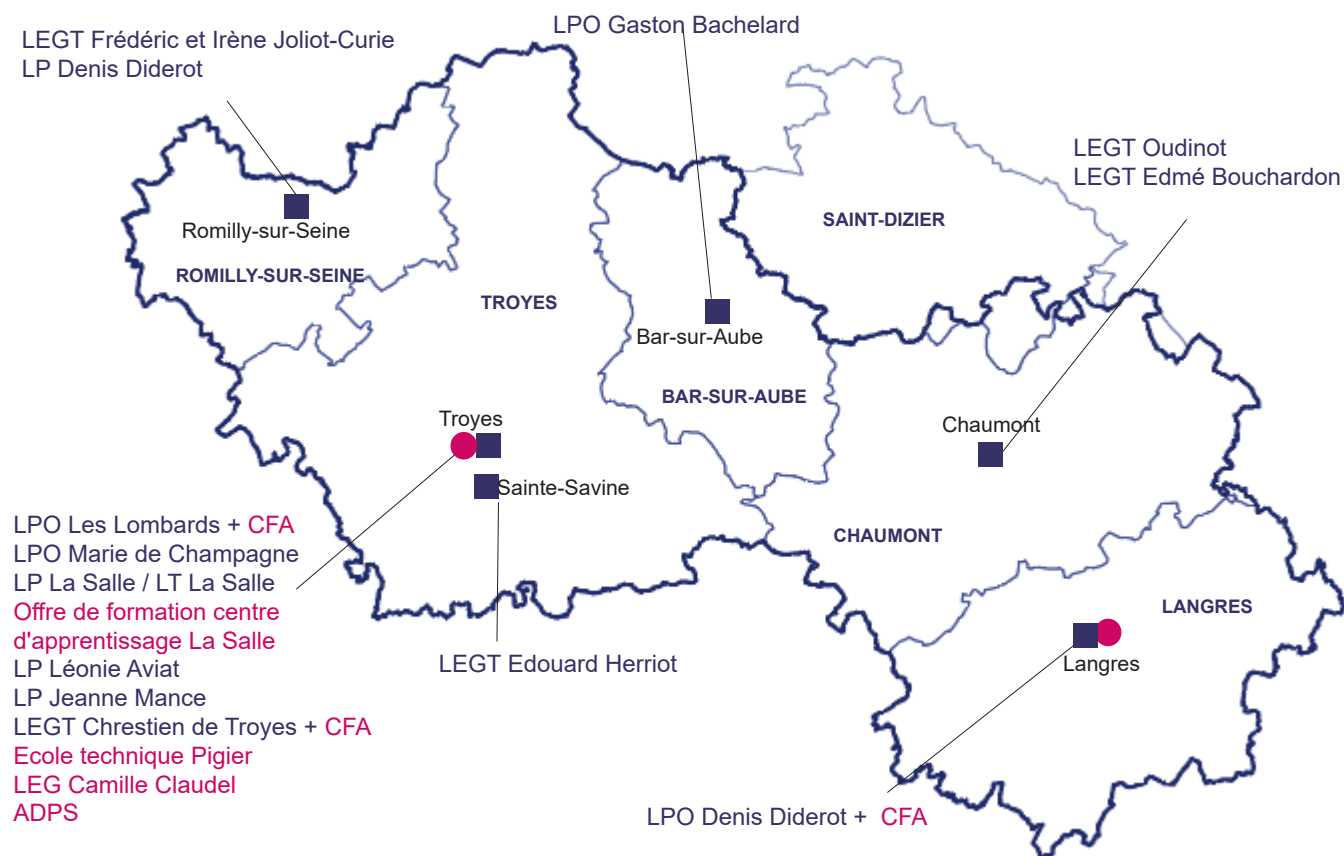 LPO Gaston Bachelard
LEGT Frédéric et Irène Joliot-Curie
LP Denis Diderot
LEGT Oudinot
LEGT Edmé Bouchardon
Romilly-sur-Seine
ROMILLY-SUR-SEINE
SAINT-DIZIER
TROYES
Bar-sur-Aube
BAR-SUR-AUBE
Troyes
Chaumont
Sainte-Savine
CHAUMONT
LPO Les Lombards + CFA
LPO Marie de Champagne
LP La Salle / LT La Salle
Offre de formation centre
d'apprentissage La Salle
LP Léonie Aviat
LP Jeanne Mance
LEGT Chrestien de Troyes + CFA
Ecole technique Pigier
LEG Camille Claudel
ADPS
LEGT Edouard Herriot
LANGRES
Langres
LPO Denis Diderot + CFA